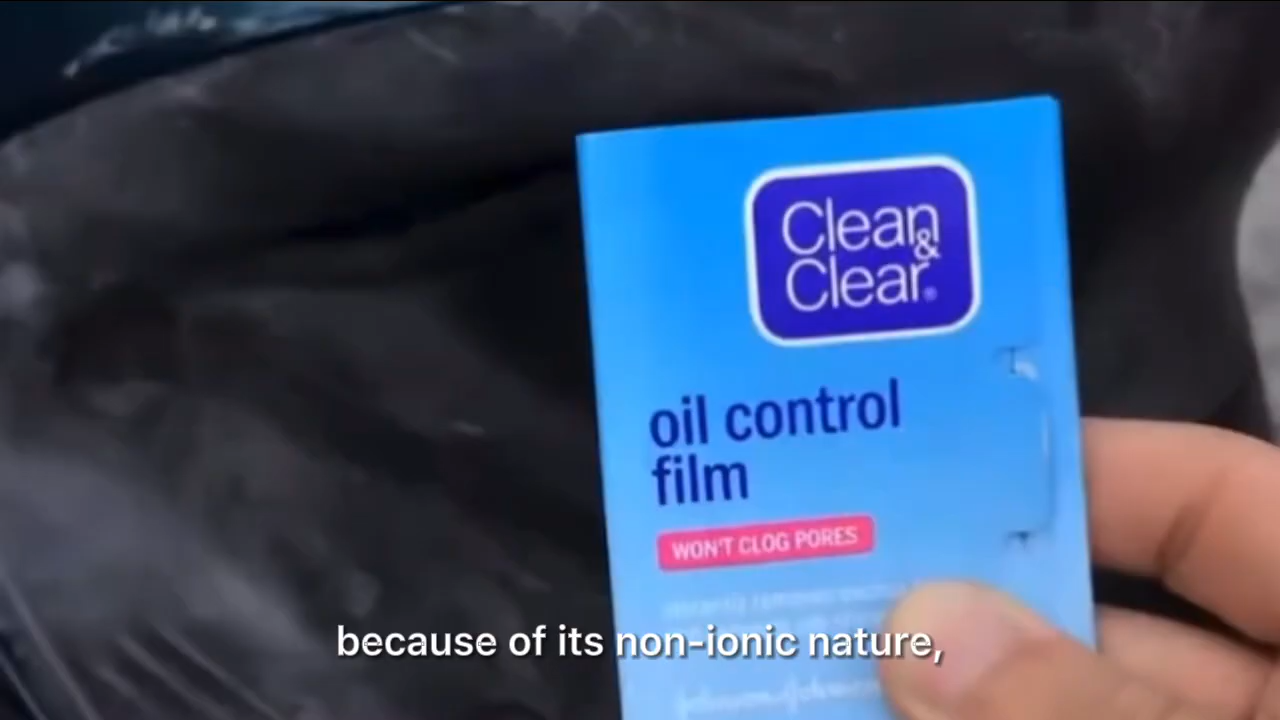 Clean
&
Clear®
oil control
film
WON'T CLOG PORES
because of its non-ionic nature,